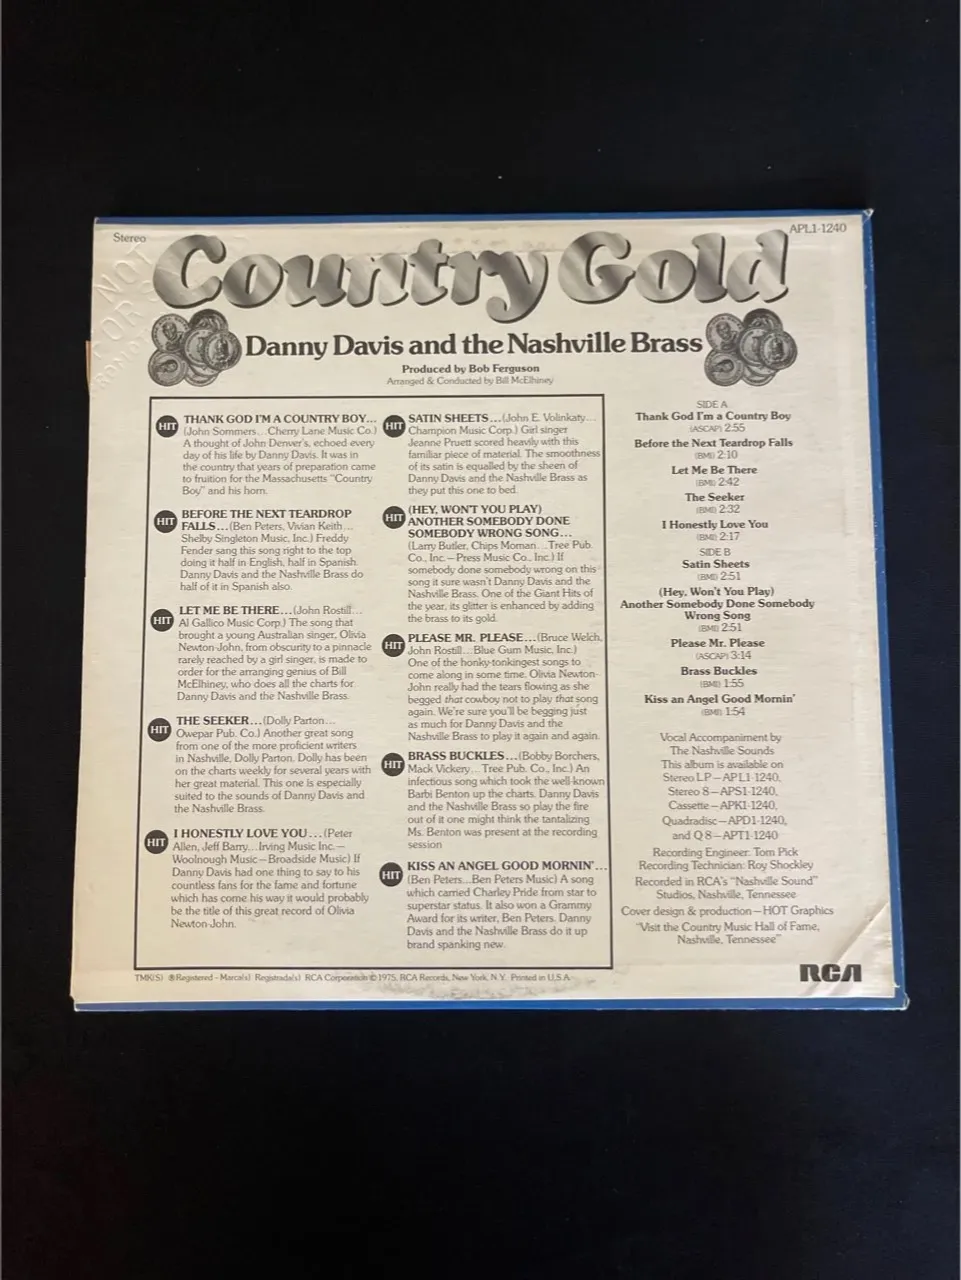 Stereo
APL1-1240
NOT
FOR S
Country Gold
Danny Davis and the Nashville Brass
Produced by Bob Ferguson
Arranged & Conducted by Bill McElhiney
HIT
THANK GOD I'M A COUNTRY BOY...
(John Sommers...Cherry Lane Music Co.)
A thought of John Denver's, echoed every
day of his life by Danny Davis. It was in
the country that years of preparation came
to fruition for the Massachusetts "Country
Boy" and his horn.
HIT
BEFORE THE NEXT TEARDROP
FALLS...(Ben Peters, Vivian Keith...
Shelby Singleton Music, Inc.) Freddy
Fender sang this song right to the top
doing it half in English, half in Spanish.
Danny Davis and the Nashville Brass do
half of it in Spanish also.
HIT
LET ME BE THERE...(John Rostill...
Al Gallico Music Corp.) The song that
brought a young Australian singer, Olivia
Newton-John, from obscurity to a pinnacle
rarely reached by a girl singer, is made to
order for the arranging genius of Bill
McElhiney, who does all the charts for
Danny Davis and the Nashville Brass.
HIT
THE SEEKER...(Dolly Parton...
Owepar Pub. Co.) Another great song
from one of the more proficient writers
in Nashville, Dolly Parton. Dolly has been
on the charts weekly for several years with
her great material. This one is especially
suited to the sounds of Danny Davis and
the Nashville Brass.
HIT
I HONESTLY LOVE YOU...(Peter
Allen, Jeff Barry...Irving Music Inc.—
Woolnough Music—Broadside Music) If
Danny Davis had one thing to say to his
countless fans for the fame and fortune
which has come his way it would probably
be the title of this great record of Olivia
Newton-John.
HIT
SATIN SHEETS...(John E. Volinkaty...
Champion Music Corp.) Girl singer
Jeanne Pruett scored heavily with this
familiar piece of material. The smoothness
of its satin is equalled by the sheen of
Danny Davis and the Nashville Brass as
they put this one to bed.
HIT
(HEY, WON'T YOU PLAY)
ANOTHER SOMEBODY DONE
SOMEBODY WRONG SONG...
(Larry Butler, Chips Moman...Tree Pub.
Co., Inc.—Press Music Co., Inc.) If
somebody done somebody wrong on this
song it sure wasn't Danny Davis and the
Nashville Brass. One of the Giant Hits of
the year, its glitter is enhanced by adding
the brass to its gold.
HIT
PLEASE MR. PLEASE...(Bruce Welch,
John Rostill...Blue Gum Music, Inc.)
One of the honky-tonkingest songs to
come along in some time. Olivia Newton-
John really had the tears flowing as she
begged that cowboy not to play that song
again. We're sure you'll be begging just
as much for Danny Davis and the
Nashville Brass to play it again and again.
HIT
BRASS BUCKLES...(Bobby Borchers,
Mack Vickery...Tree Pub. Co., Inc.) An
infectious song which took the well-known
Barbi Benton up the charts. Danny Davis
and the Nashville Brass so play the fire
out of it one might think the tantalizing
Ms. Benton was present at the recording
session
HIT
KISS AN ANGEL GOOD MORNIN'...
(Ben Peters...Ben Peters Music) A song
which carried Charley Pride from star to
superstar status. It also won a Grammy
Award for its writer, Ben Peters. Danny
Davis and the Nashville Brass do it up
brand spanking new.
SIDE A
Thank God I'm a Country Boy
(ASCAP) 2:55
Before the Next Teardrop Falls
(BMI) 2:10
Let Me Be There
(BMI) 2:42
The Seeker
(BMI) 2:32
I Honestly Love You
(BMI) 2:17
SIDE B
Satin Sheets
(BMI) 2:51
(Hey, Won't You Play)
Another Somebody Done Somebody
Wrong Song
(BMI) 2:51
Please Mr. Please
(ASCAP) 3:14
Brass Buckles
(BMI) 1:55
Kiss an Angel Good Mornin'
(BMI) 1:54
Vocal Accompaniment by
The Nashville Sounds
This album is available on
Stereo LP—APL1-1240,
Stereo 8—APS1-1240,
Cassette—APK1-1240,
Quadradisc—APD1-1240,
and Q 8—APT1-1240
Recording Engineer: Tom Pick
Recording Technician: Roy Shockley
Recorded in RCA's "Nashville Sound"
Studios, Nashville, Tennessee
Cover design & production—HOT Graphics
"Visit the Country Music Hall of Fame,
Nashville, Tennessee"
TMK(S) ® Registered - Marca(s) Registrada(s) RCA Corporation © 1975, RCA Records, New York, N.Y. Printed in U.S.A.
RCA